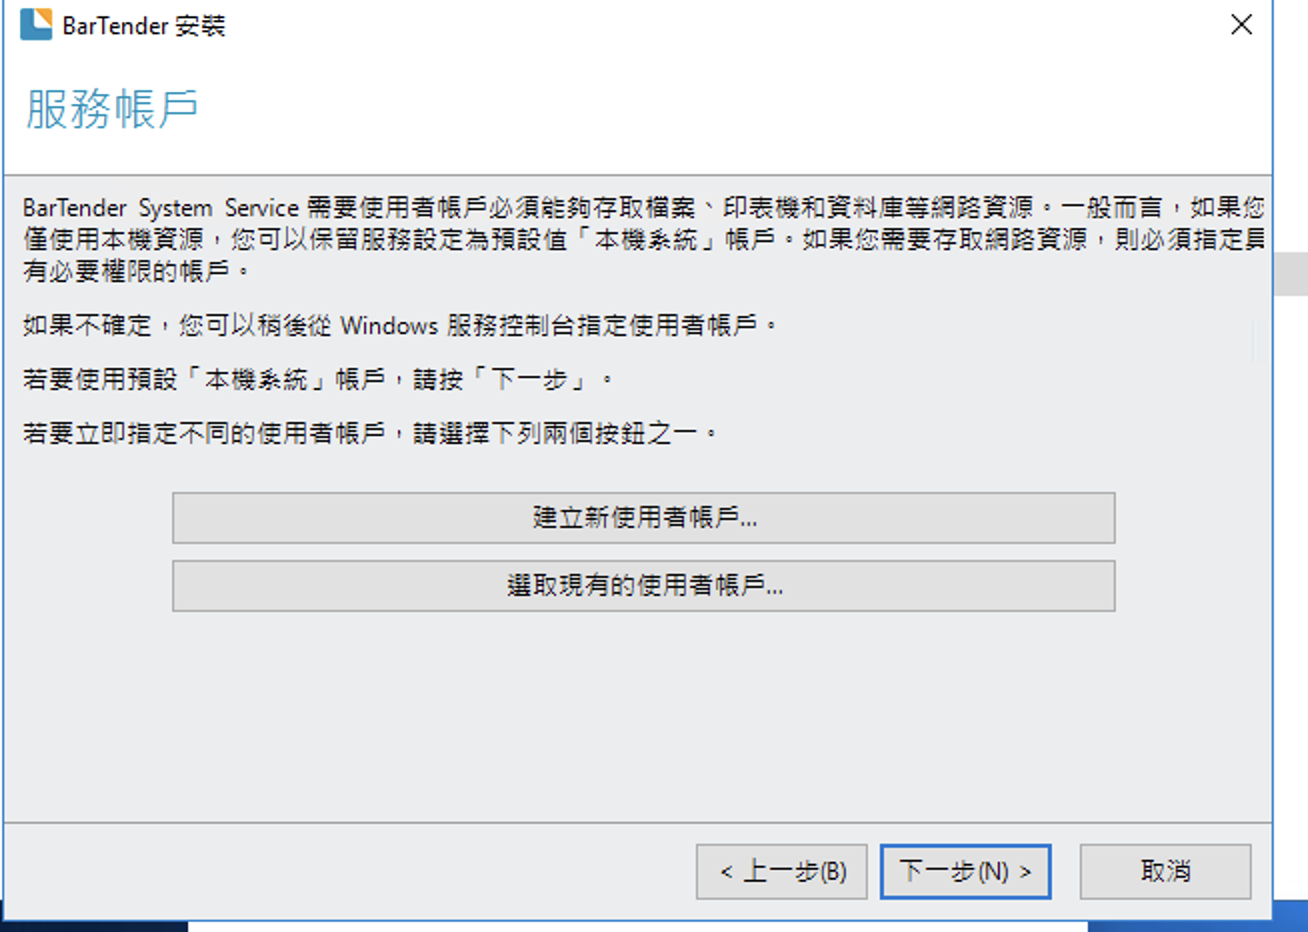 BarTender 安裝
服務帳戶
BarTender System Service 需要使用者帳戶必須能夠存取檔案、印表機和資料庫等網路資源。一般而言，如果您
僅使用本機資源，您可以保留服務設定為預設值「本機系統」帳戶。如果您需要存取網路資源，則必須指定具
有必要權限的帳戶。
如果不確定，您可以稍後從 Windows 服務控制台指定使用者帳戶。
若要使用預設「本機系統」帳戶，請按「下一步」。
若要立即指定不同的使用者帳戶，請選擇下列兩個按鈕之一。
建立新使用者帳戶...
選取現有的使用者帳戶...
< 上一步(B)
下一步(N) >
取消